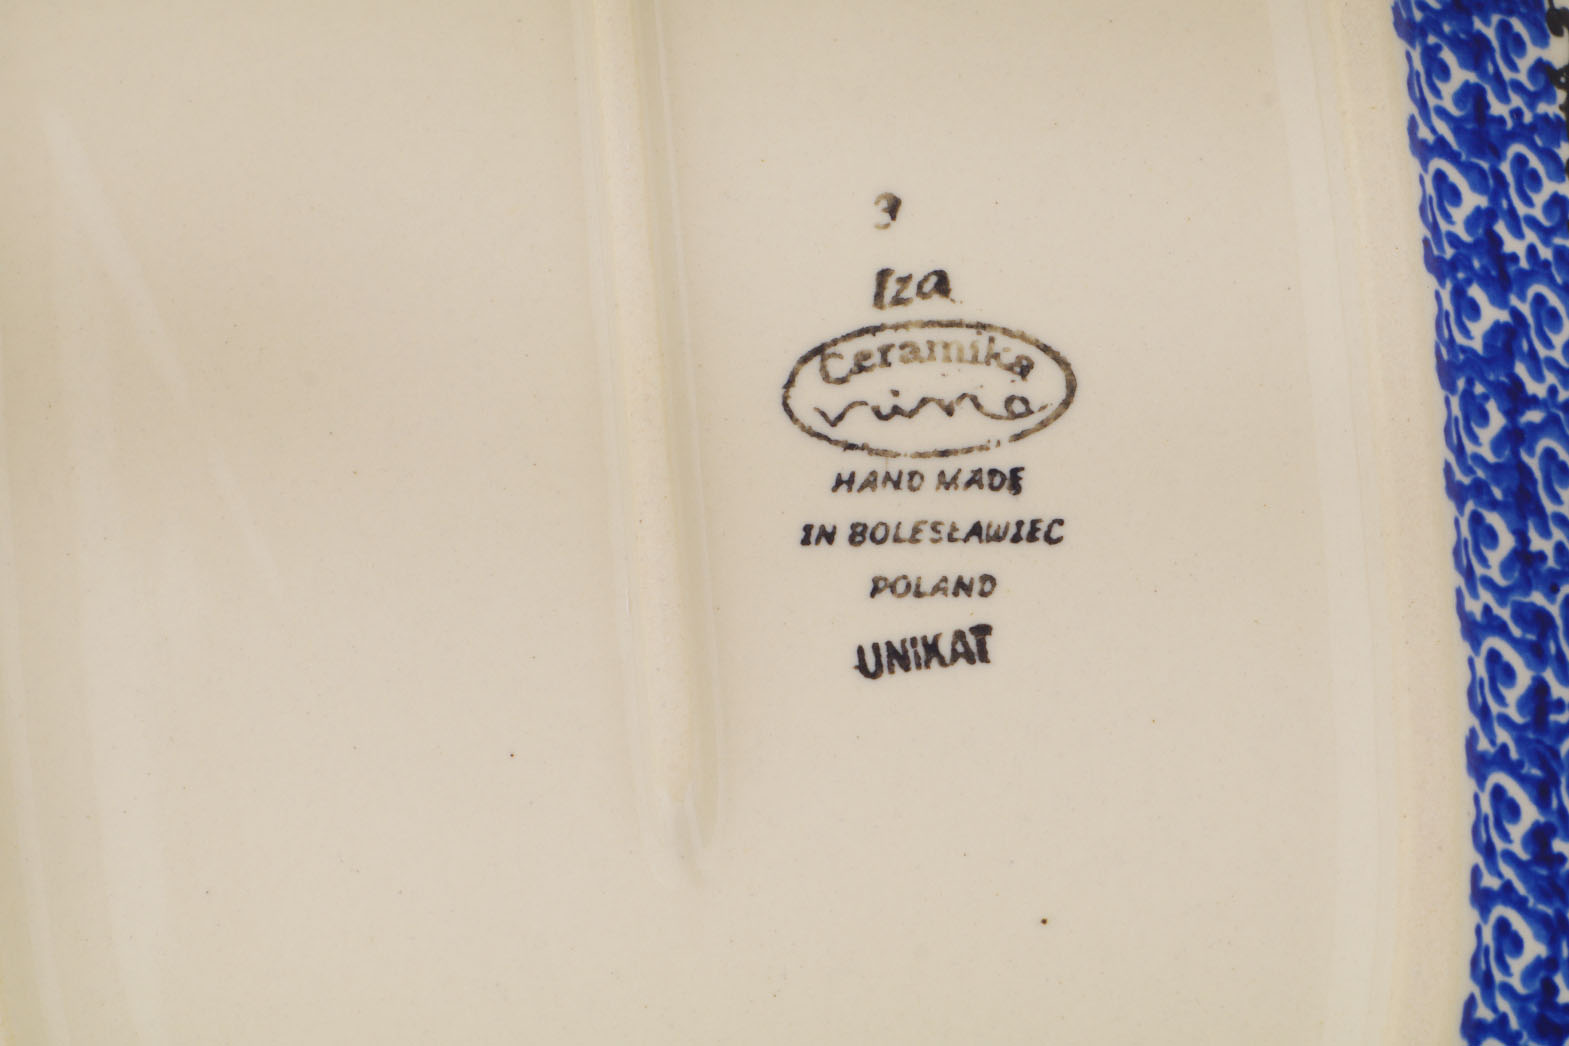 3
Iza
Ceramika
vena
HAND MADE
IN BOLESŁAWIEC
POLAND
UNiKAT